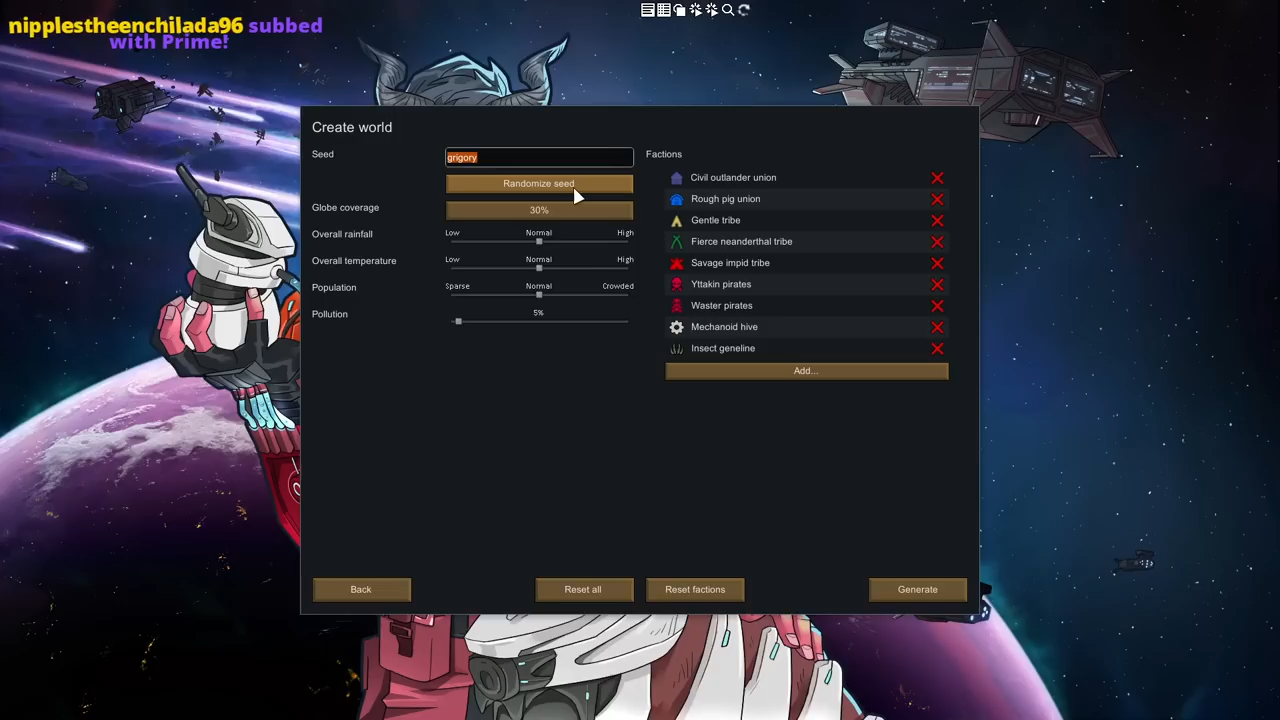 nipplestheenchilada96 subbed
with Prime!
Create world
Seed
grigory
Randomize seed
Globe coverage
30%
Overall rainfall
Low Normal High
Overall temperature
Low Normal High
Population
Sparse Normal Crowded
Pollution
5%
Factions
Civil outlander union
Rough pig union
Gentle tribe
Fierce neanderthal tribe
Savage impid tribe
Yttakin pirates
Waster pirates
Mechanoid hive
Insect geneline
Add...
Back
Reset all
Reset factions
Generate